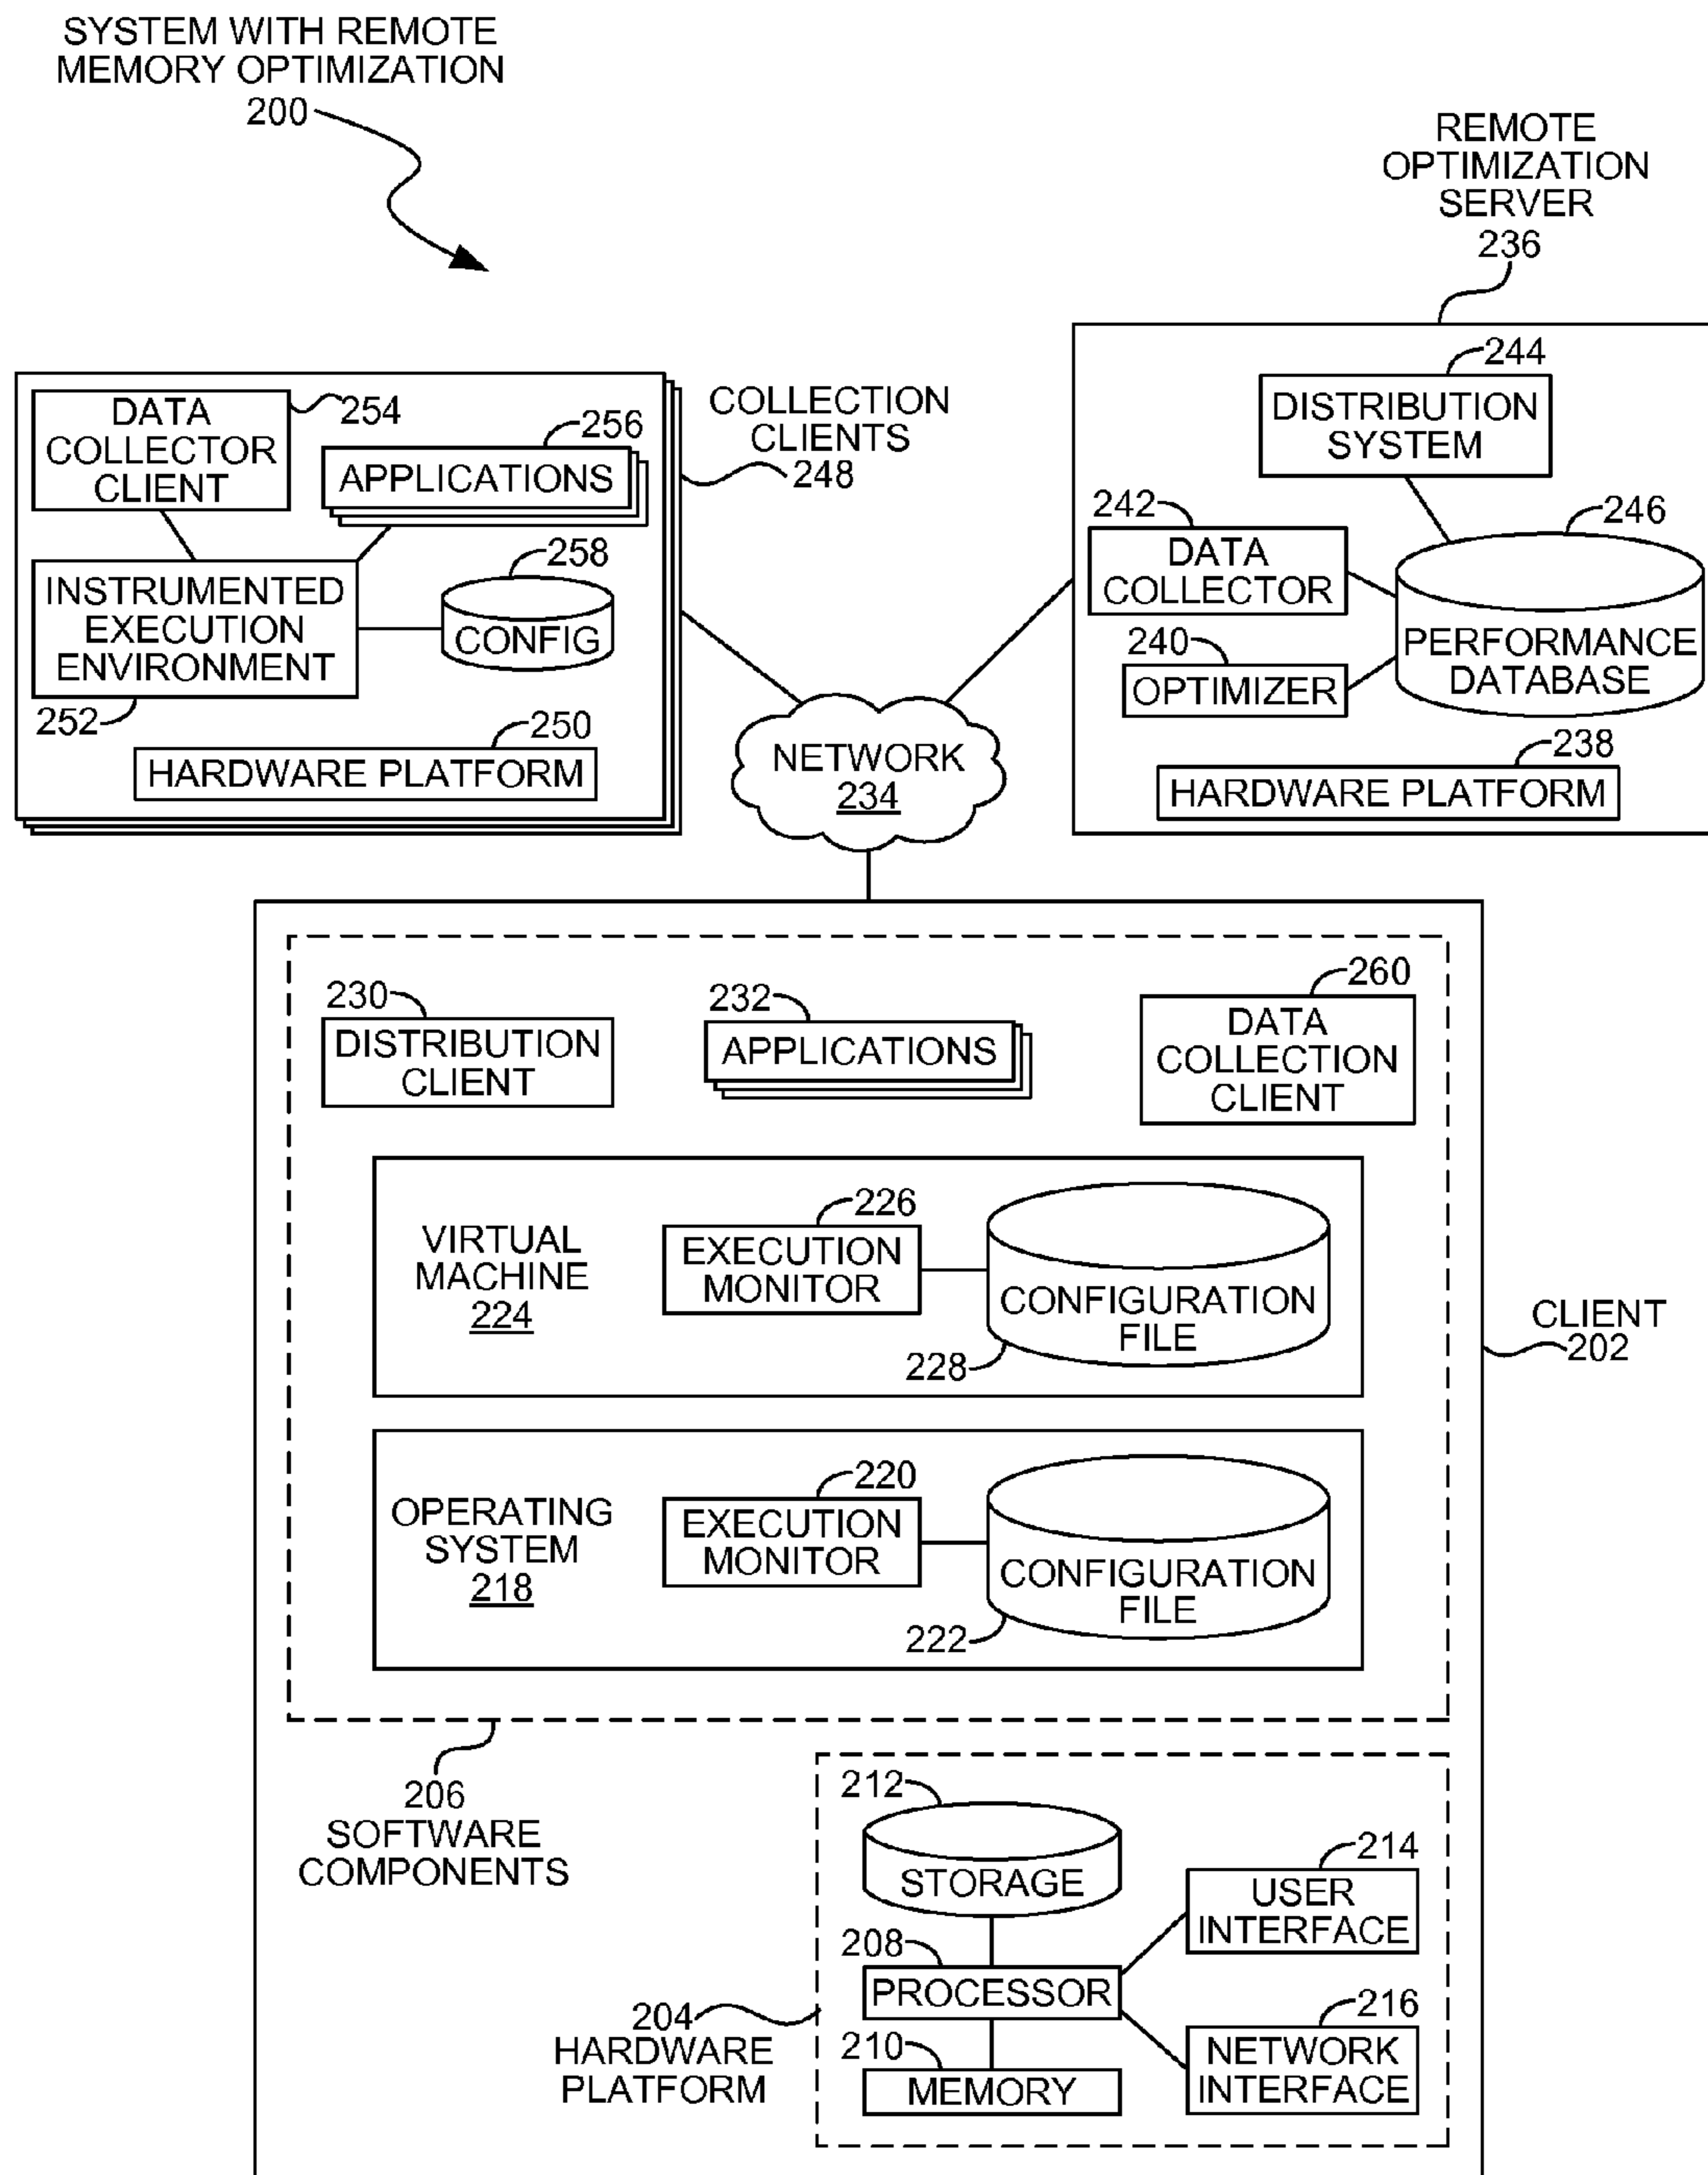 SYSTEM WITH REMOTE
MEMORY OPTIMIZATION
200
REMOTE
OPTIMIZATION
SERVER
236
DATA
COLLECTOR
CLIENT
254
256
APPLICATIONS
258
CONFIG
INSTRUMENTED
EXECUTION
ENVIRONMENT
252
250
HARDWARE PLATFORM
COLLECTION
CLIENTS
248
244
DISTRIBUTION
SYSTEM
242
DATA
COLLECTOR
246
PERFORMANCE
DATABASE
240
OPTIMIZER
238
HARDWARE PLATFORM
NETWORK
234
230
DISTRIBUTION
CLIENT
232
APPLICATIONS
260
DATA
COLLECTION
CLIENT
VIRTUAL
MACHINE
224
226
EXECUTION
MONITOR
CONFIGURATION
FILE
228
CLIENT
202
OPERATING
SYSTEM
218
220
EXECUTION
MONITOR
CONFIGURATION
FILE
222
206
SOFTWARE
COMPONENTS
212
STORAGE
214
USER
INTERFACE
208
PROCESSOR
204
HARDWARE
PLATFORM
210
MEMORY
216
NETWORK
INTERFACE